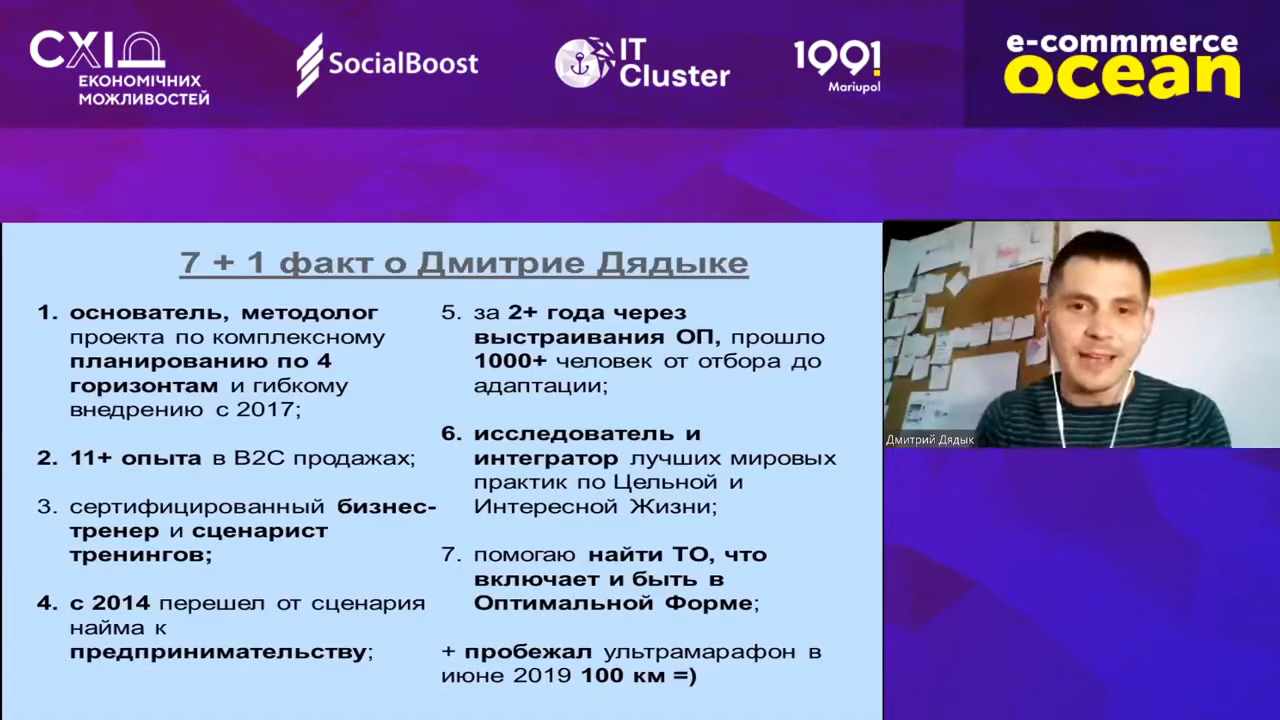 СХІД
ЕКОНОМІЧНИХ
МОЖЛИВОСТЕЙ
SocialBoost
IT
Cluster
1991
Mariupol
e-commmerce
ocean
7 + 1 факт о Дмитрие Дядыке
1. основатель, методолог
проекта по комплексному
планированию по 4
горизонтам и гибкому
внедрению с 2017;
2. 11+ опыта в B2C продажах;
3. сертифицированный бизнес-
тренер и сценарист
тренингов;
4. с 2014 перешел от сценария
найма к
предпринимательству;
5. за 2+ года через
выстраивания ОП, прошло
1000+ человек от отбора до
адаптации;
6. исследователь и
интегратор лучших мировых
практик по Цельной и
Интересной Жизни;
7. помогаю найти ТО, что
включает и быть в
Оптимальной Форме;
+ пробежал ультрамарафон в
июне 2019 100 км =)
Дмитрий Дядык